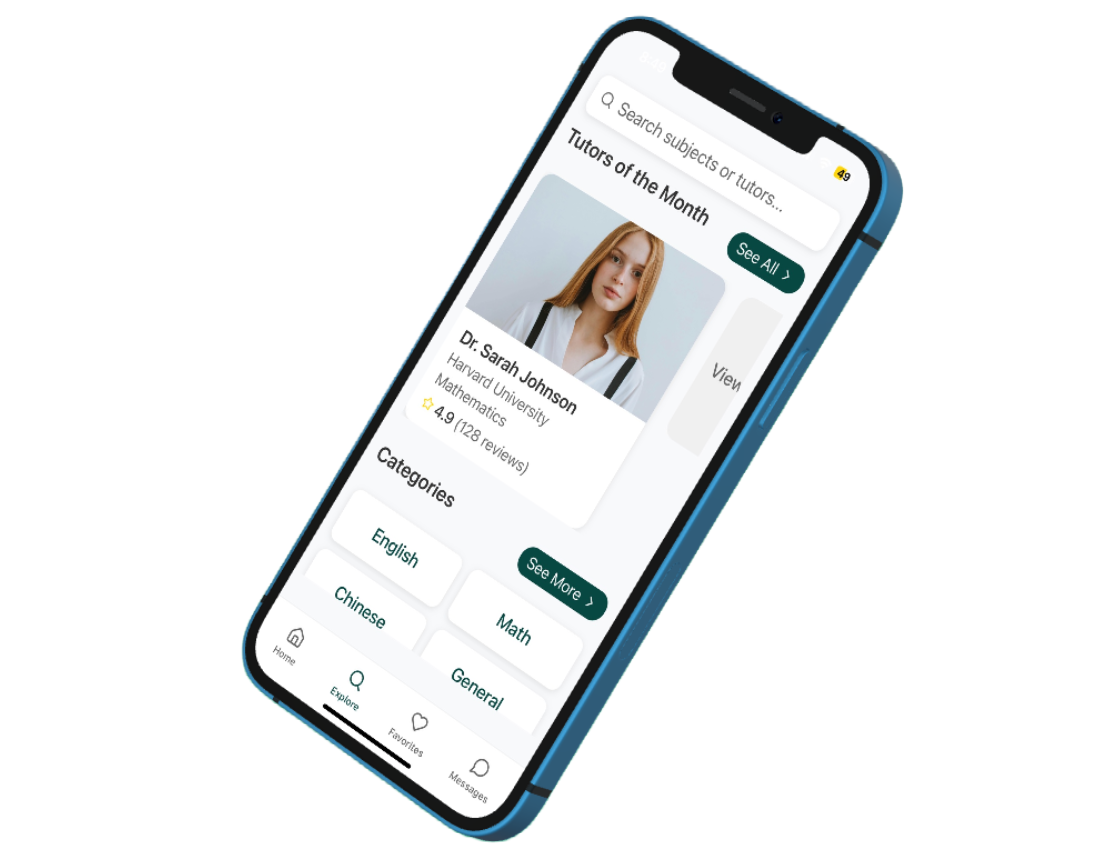 49
Search subjects or tutors...
Tutors of the Month
See All >
Dr. Sarah Johnson
Harvard University
Mathematics
4.9 (128 reviews)
View
Categories
See More >
English
Math
Chinese
General
Home
Explore
Favorites
Messages